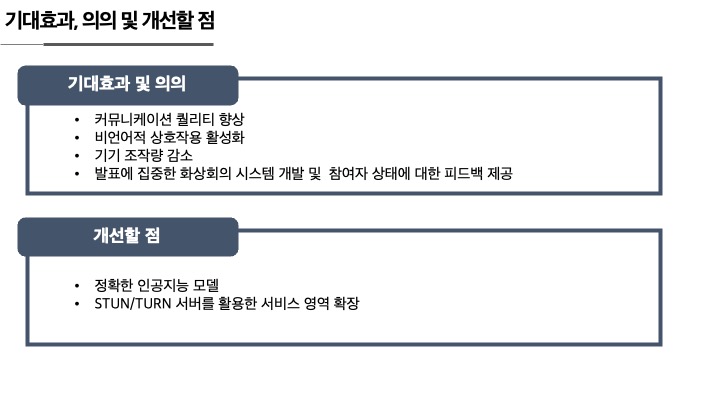 기대효과, 의의 및 개선할 점
기대효과 및 의의
• 커뮤니케이션 퀄리티 향상
• 비언어적 상호작용 활성화
• 기기 조작량 감소
• 발표에 집중한 화상회의 시스템 개발 및 참여자 상태에 대한 피드백 제공
개선할 점
• 정확한 인공지능 모델
• STUN/TURN 서버를 활용한 서비스 영역 확장